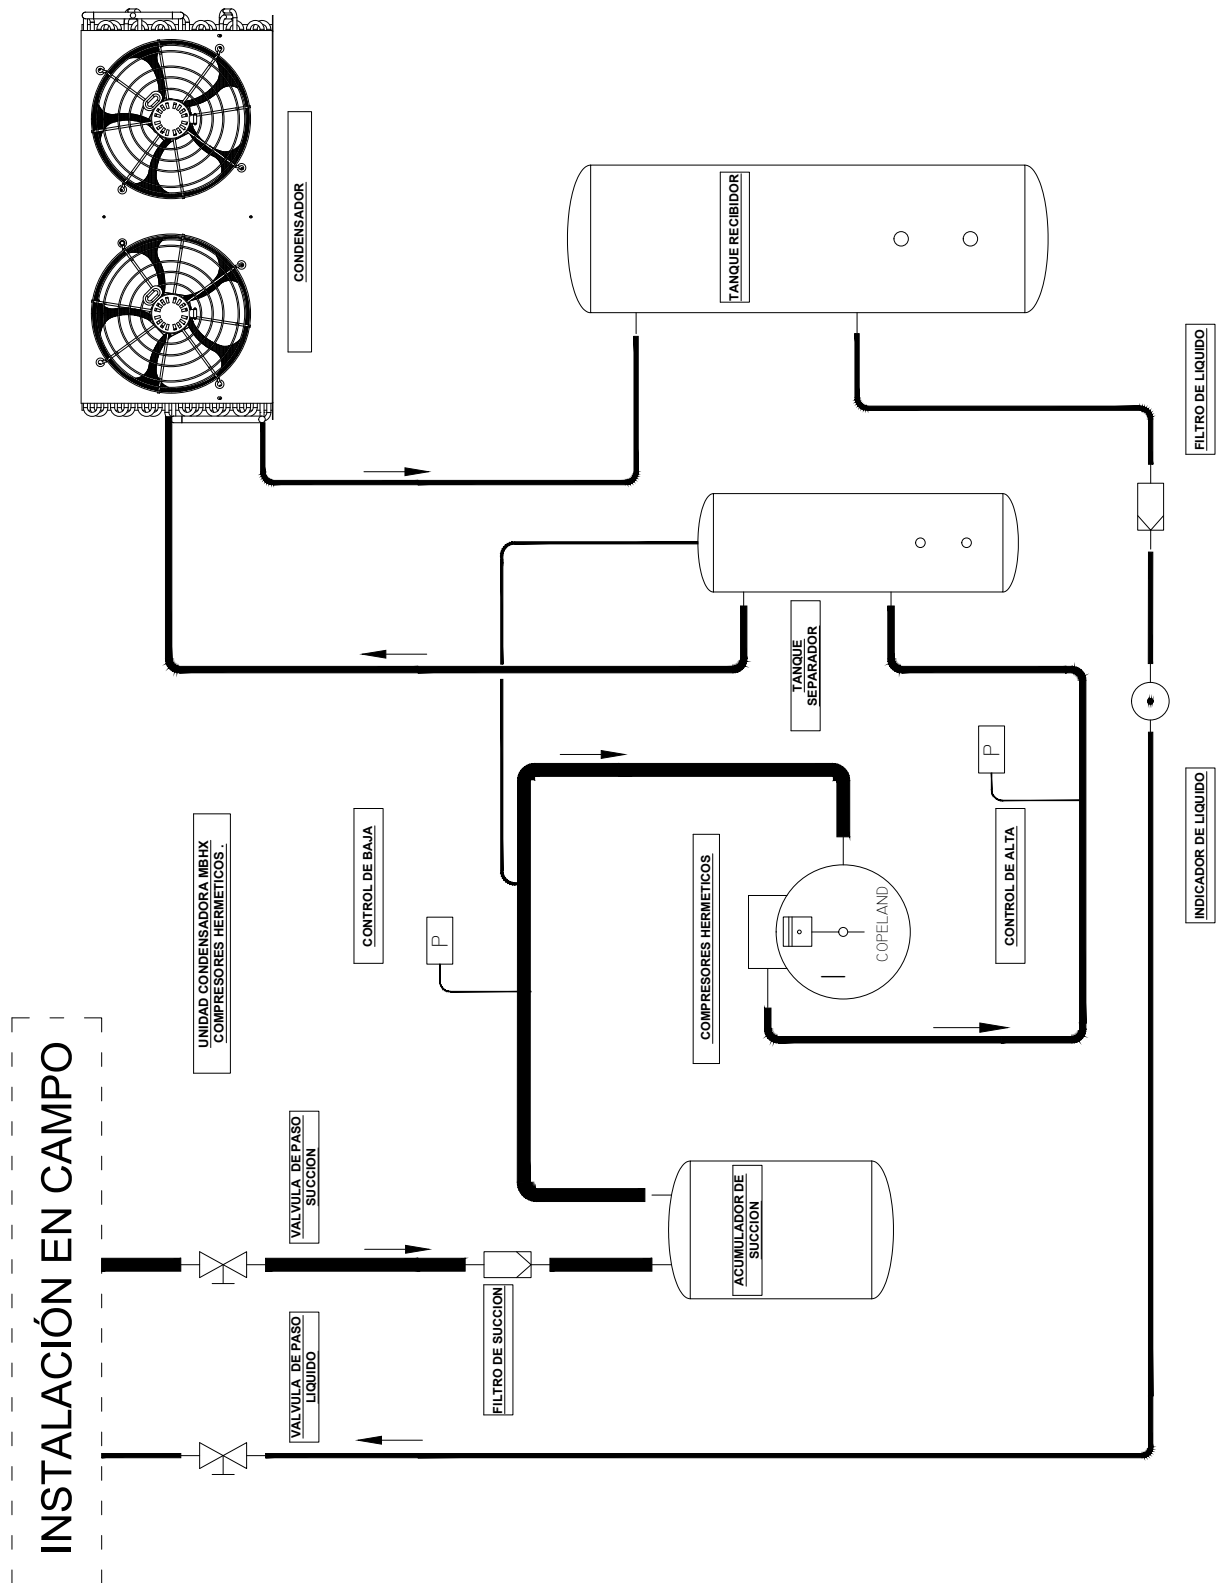 CONDENSADOR
TANQUE RECIBIDOR
FILTRO DE LIQUIDO
TANQUE
SEPARADOR
P
CONTROL DE ALTA
INDICADOR DE LIQUIDO
UNIDAD CONDENSADORA MBHX
COMPRESORES HERMETICOS .
CONTROL DE BAJA
P
COMPRESORES HERMETICOS
COPELAND
INSTALACIÓN EN CAMPO
VALVULA DE PASO
SUCCION
FILTRO DE SUCCION
ACUMULADOR DE
SUCCION
VALVULA DE PASO
LIQUIDO